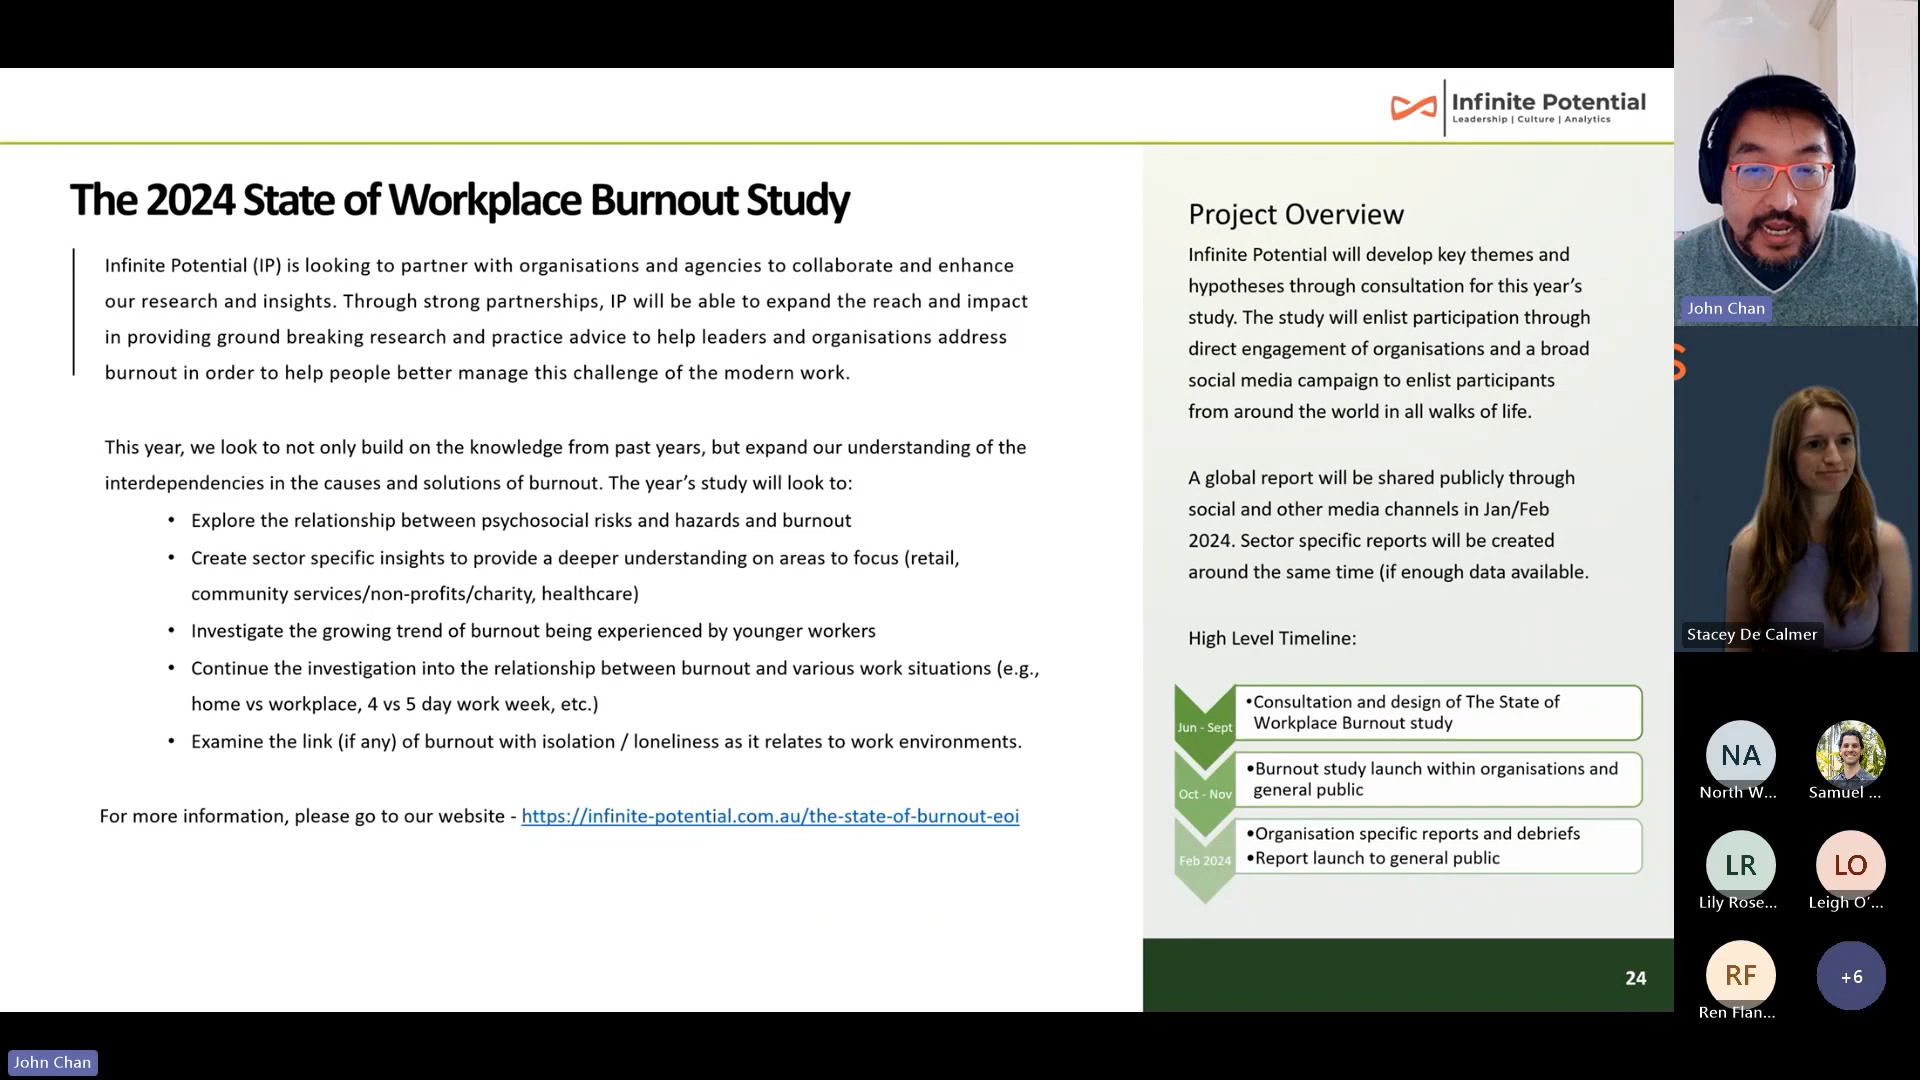 Infinite Potential
Leadership | Culture | Analytics
The 2024 State of Workplace Burnout Study
Infinite Potential (IP) is looking to partner with organisations and agencies to collaborate and enhance
our research and insights. Through strong partnerships, IP will be able to expand the reach and impact
in providing ground breaking research and practice advice to help leaders and organisations address
burnout in order to help people better manage this challenge of the modern work.
This year, we look to not only build on the knowledge from past years, but expand our understanding of the
interdependencies in the causes and solutions of burnout. The year's study will look to:
• Explore the relationship between psychosocial risks and hazards and burnout
• Create sector specific insights to provide a deeper understanding on areas to focus (retail,
community services/non-profits/charity, healthcare)
• Investigate the growing trend of burnout being experienced by younger workers
• Continue the investigation into the relationship between burnout and various work situations (e.g.,
home vs workplace, 4 vs 5 day work week, etc.)
• Examine the link (if any) of burnout with isolation / loneliness as it relates to work environments.
For more information, please go to our website - https://infinite-potential.com.au/the-state-of-burnout-eoi
Project Overview
Infinite Potential will develop key themes and
hypotheses through consultation for this year's
study. The study will enlist participation through
direct engagement of organisations and a broad
social media campaign to enlist participants
from around the world in all walks of life.
A global report will be shared publicly through
social and other media channels in Jan/Feb
2024. Sector specific reports will be created
around the same time (if enough data available.
High Level Timeline:
Jun - Sept
•Consultation and design of The State of
Workplace Burnout study
Oct - Nov
•Burnout study launch within organisations and
general public
Feb 2024
•Organisation specific reports and debriefs
•Report launch to general public
24
John Chan
S
Stacey De Calmer
NA
North W...
Samuel ...
LR
Lily Rose...
LO
Leigh O'...
RF
Ren Flan...
+6
John Chan